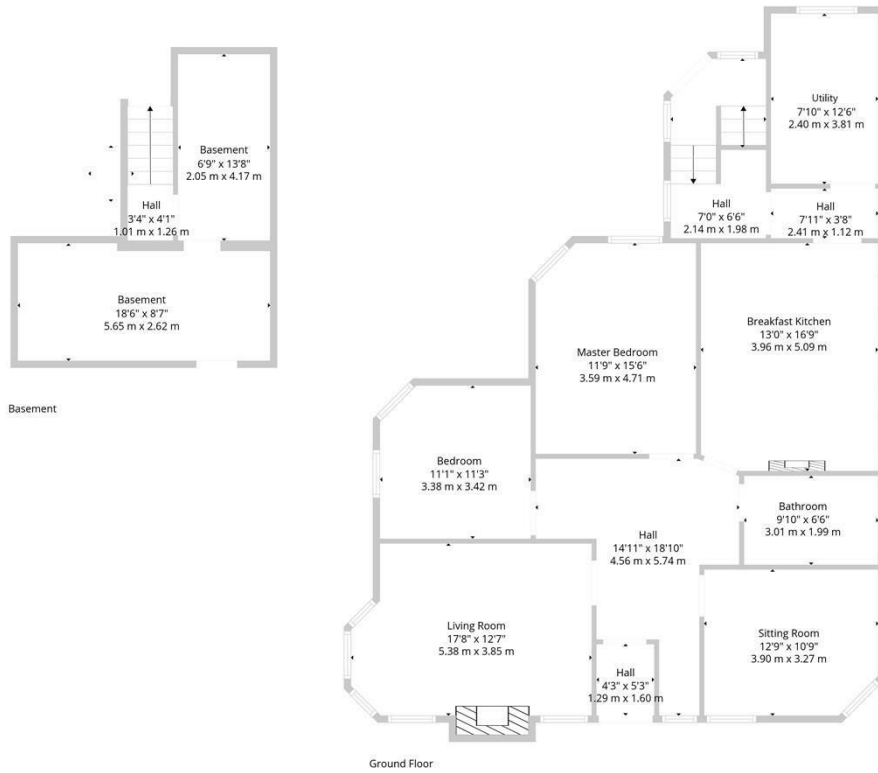 Basement
6'9" x 13'8"
2.05 m x 4.17 m
Hall
3'4" x 4'1"
1.01 m x 1.26 m
Basement
18'6" x 8'7"
5.65 m x 2.62 m
Basement
Utility
7'10" x 12'6"
2.40 m x 3.81 m
Hall
7'0" x 6'6"
2.14 m x 1.98 m
Hall
7'11" x 3'8"
2.41 m x 1.12 m
Breakfast Kitchen
13'0" x 16'9"
3.96 m x 5.09 m
Master Bedroom
11'9" x 15'6"
3.59 m x 4.71 m
Bedroom
11'1" x 11'3"
3.38 m x 3.42 m
Bathroom
9'10" x 6'6"
3.01 m x 1.99 m
Hall
14'11" x 18'10"
4.56 m x 5.74 m
Living Room
17'8" x 12'7"
5.38 m x 3.85 m
Sitting Room
12'9" x 10'9"
3.90 m x 3.27 m
Hall
4'3" x 5'3"
1.29 m x 1.60 m
Ground Floor